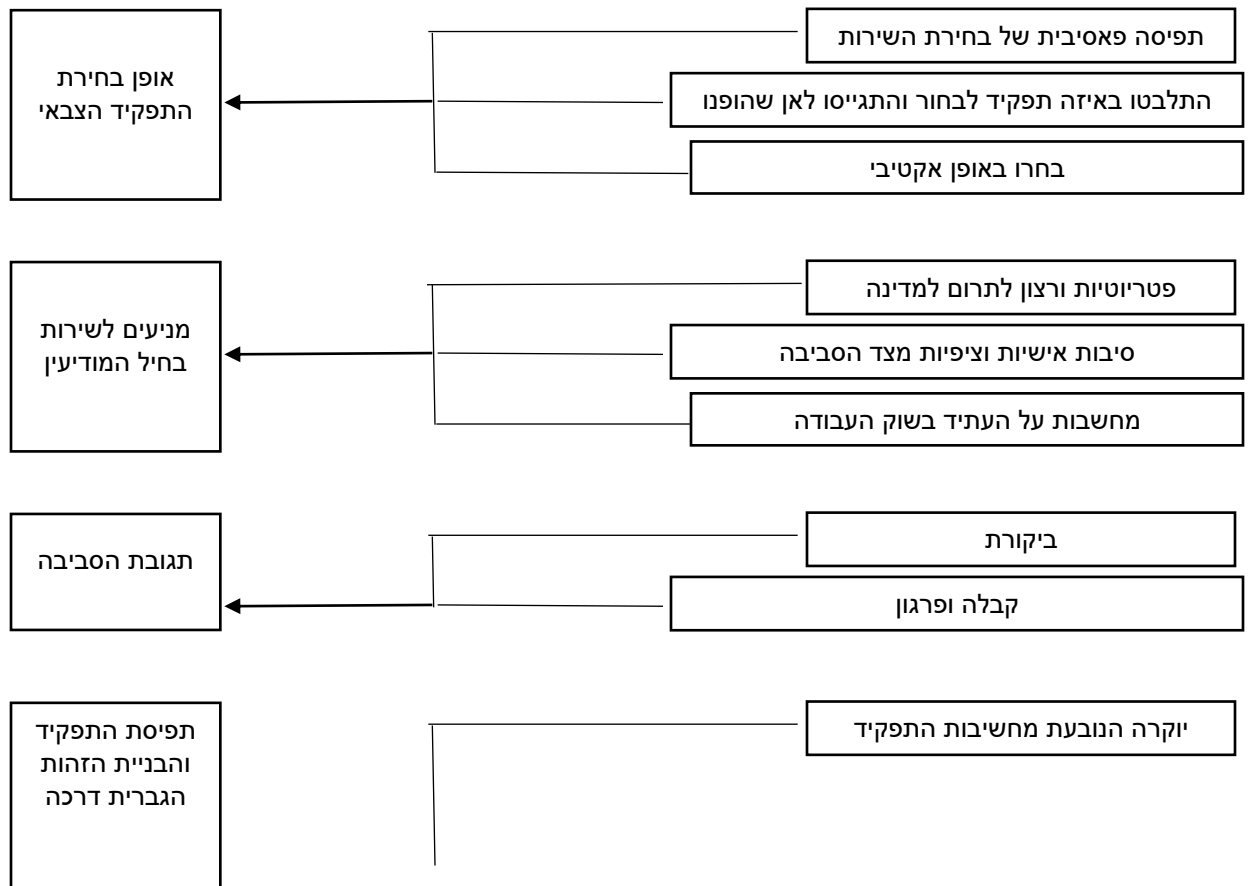 תפיסה פאסיבית של בחירת השירות
התלבטו באיזה תפקיד לבחור והתגייסו לאן שהופנו
בחרו באופן אקטיבי
אופן בחירת
התפקיד הצבאי
פטריוטיות ורצון לתרום למדינה
סיבות אישיות וציפיות מצד הסביבה
מחשבות על העתיד בשוק העבודה
מניעים לשירות
בחיל המודיעין
ביקורת
קבלה ופרגון
תגובת הסביבה
יוקרה הנובעת מחשיבות התפקיד
תפיסת התפקיד
והבניית הזהות
הגברית דרכה